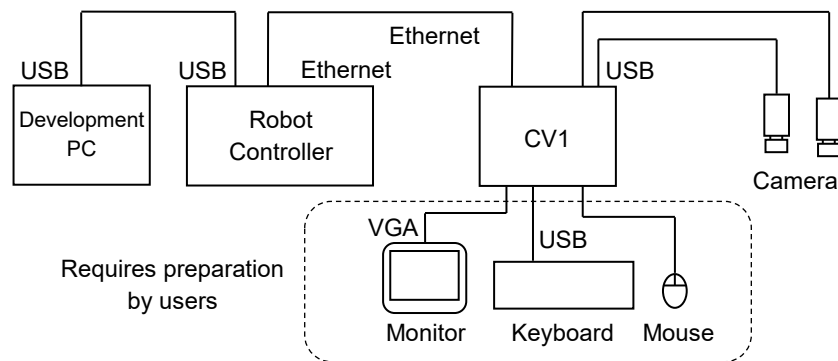 Ethernet
USB
USB
Ethernet
USB
Development
PC
Robot
Controller
CV1
Camera
VGA
USB
Requires preparation
by users
Monitor
Keyboard
Mouse